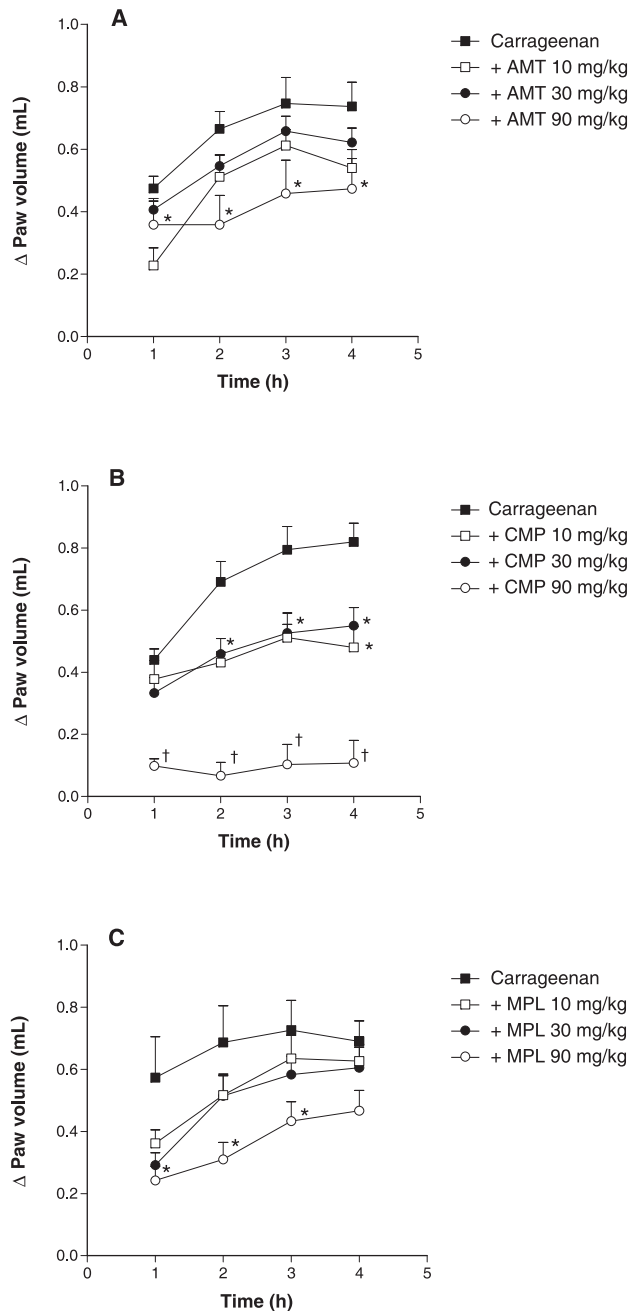 A
1.0
0.8
0.6
0.4
0.2
0.0
Δ Paw volume (mL)
0 1 2 3 4 5
Time (h)
* * * *
Carrageenan
+ AMT 10 mg/kg
+ AMT 30 mg/kg
+ AMT 90 mg/kg
B
1.0
0.8
0.6
0.4
0.2
0.0
Δ Paw volume (mL)
0 1 2 3 4 5
Time (h)
* * *
*
† † † †
Carrageenan
+ CMP 10 mg/kg
+ CMP 30 mg/kg
+ CMP 90 mg/kg
C
1.0
0.8
0.6
0.4
0.2
0.0
Δ Paw volume (mL)
0 1 2 3 4 5
Time (h)
* * *
Carrageenan
+ MPL 10 mg/kg
+ MPL 30 mg/kg
+ MPL 90 mg/kg